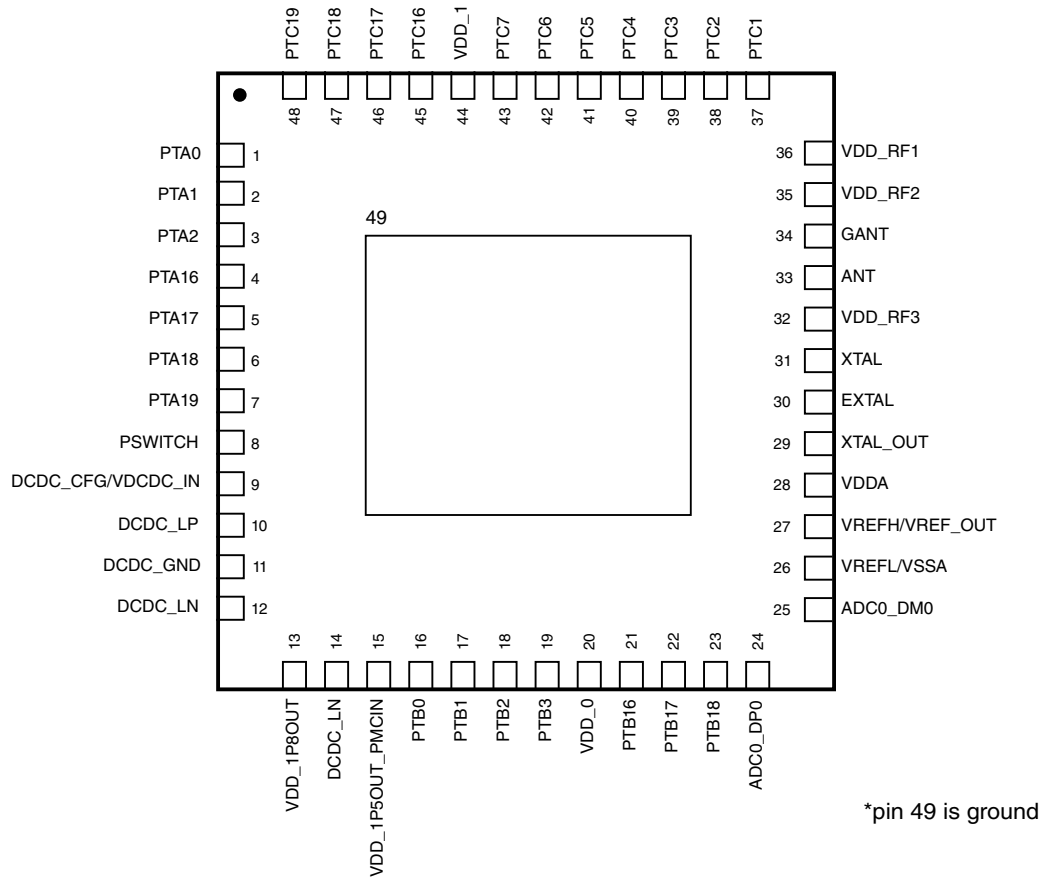 PTC19 PTC18 PTC17 PTC16 VDD_1 PTC7 PTC6 PTC5 PTC4 PTC3 PTC2 PTC1
48 47 46 45 44 43 42 41 40 39 38 37
PTA0 1
PTA1 2
PTA2 3
PTA16 4
PTA17 5
PTA18 6
PTA19 7
PSWITCH 8
DCDC_CFG/VDCDC_IN 9
DCDC_LP 10
DCDC_GND 11
DCDC_LN 12
49
36 VDD_RF1
35 VDD_RF2
34 GANT
33 ANT
32 VDD_RF3
31 XTAL
30 EXTAL
29 XTAL_OUT
28 VDDA
27 VREFH/VREF_OUT
26 VREFL/VSSA
25 ADC0_DM0
13 14 15 16 17 18 19 20 21 22 23 24
VDD_1P8OUT DCDC_LN VDD_1P5OUT_PMCIN PTB0 PTB1 PTB2 PTB3 VDD_0 PTB16 PTB17 PTB18 ADC0_DP0
*pin 49 is ground